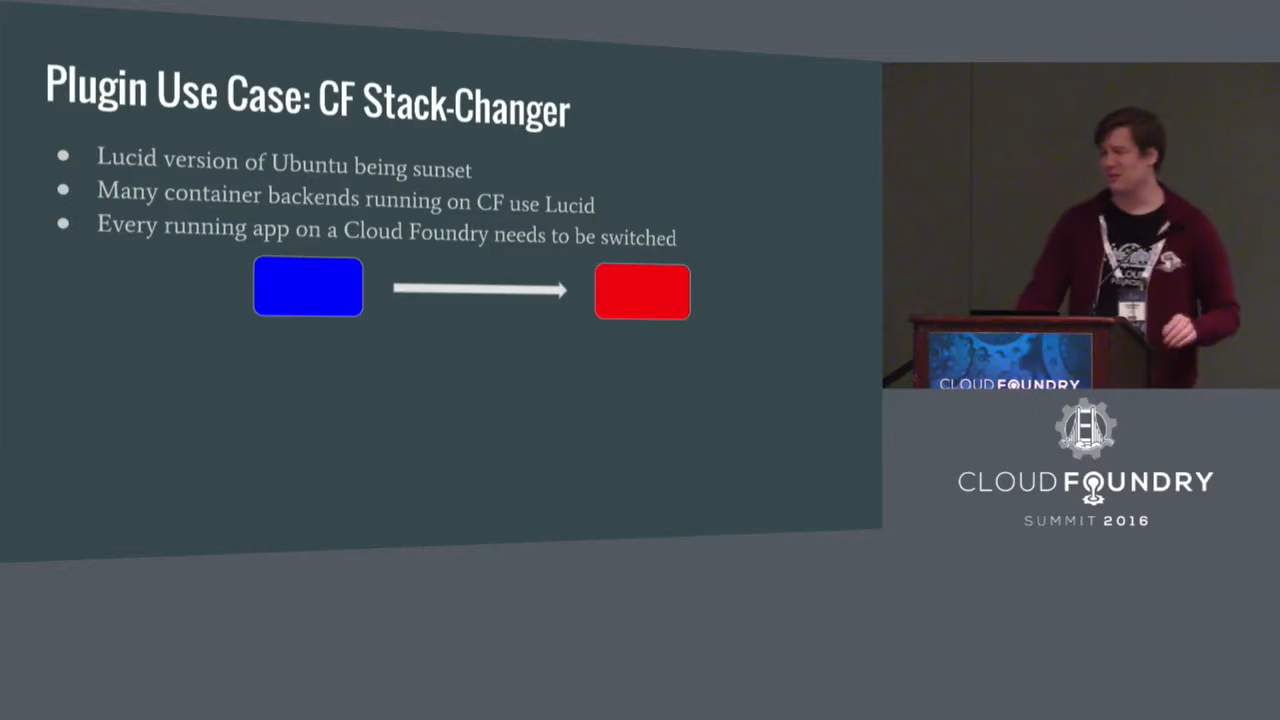 Plugin Use Case: CF Stack-Changer
● Lucid version of Ubuntu being sunset
● Many container backends running on CF use Lucid
● Every running app on a Cloud Foundry needs to be switched
CLOUD FOUNDRY
CLOUD FOUNDRY
SUMMIT 2016